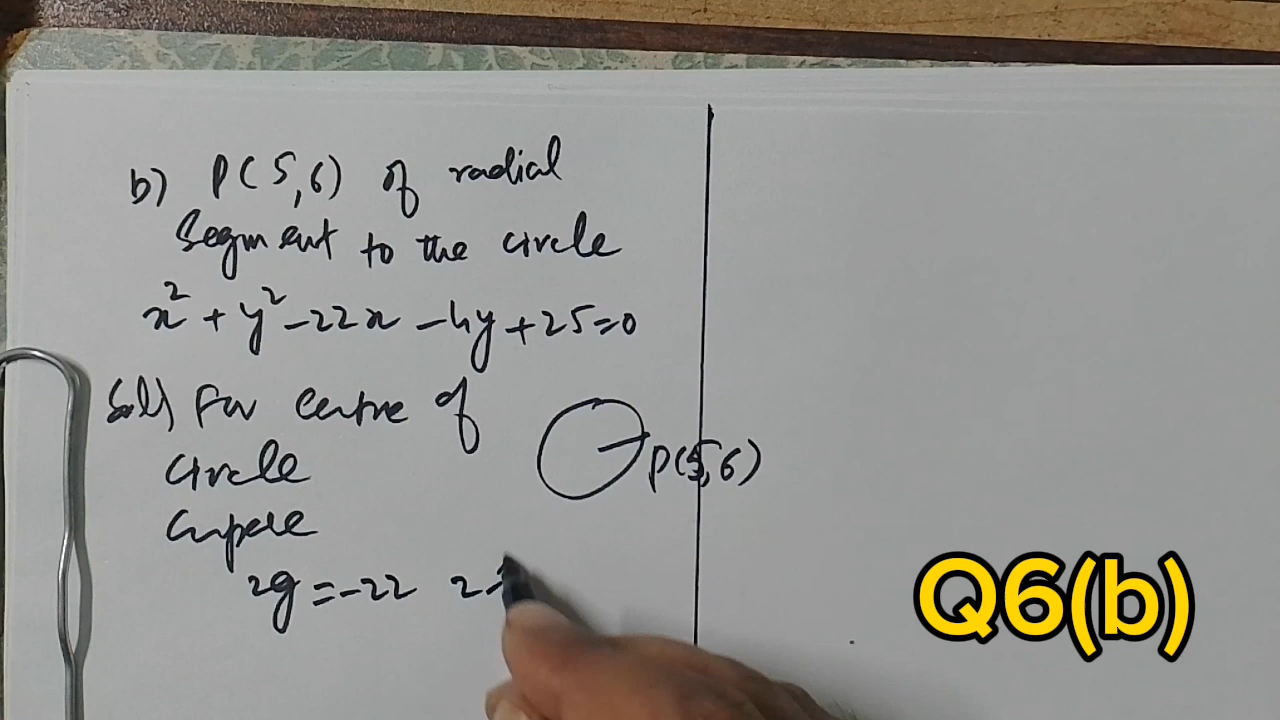 b) P(5,6) of radial
Segment to the circle
x² + y² - 22x - 4y + 25 = 0
Sol) For centre of
circle
P(5,6)
2g = -22 2
Q6(b)